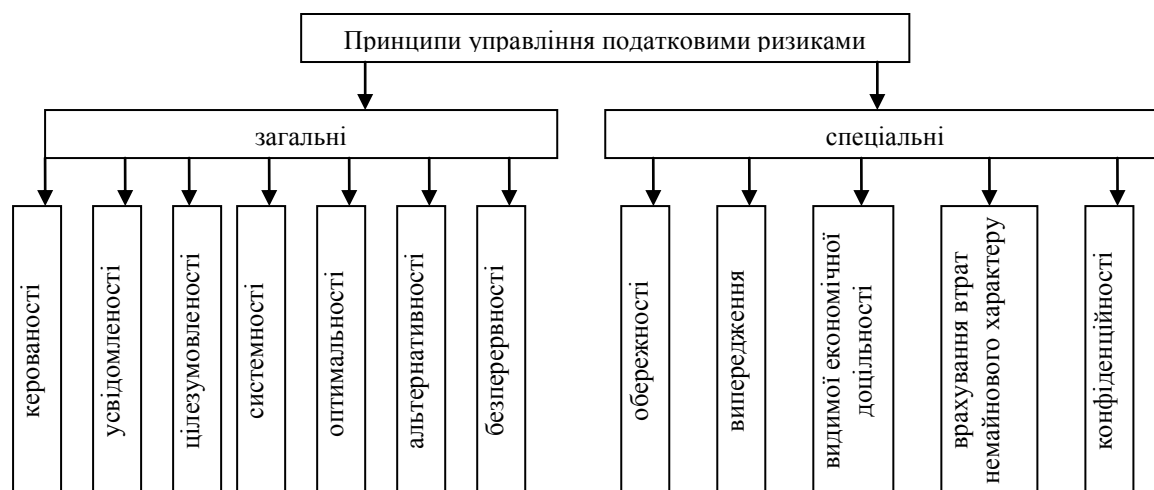 Принципи управління податковими ризиками
загальні
спеціальні
керованості
усвідомленості
цілезумовленості
системності
оптимальності
альтернативності
безперервності
обережності
випередження
видимої економічної
доцільності
врахування втрат
немайнового характеру
конфіденційності